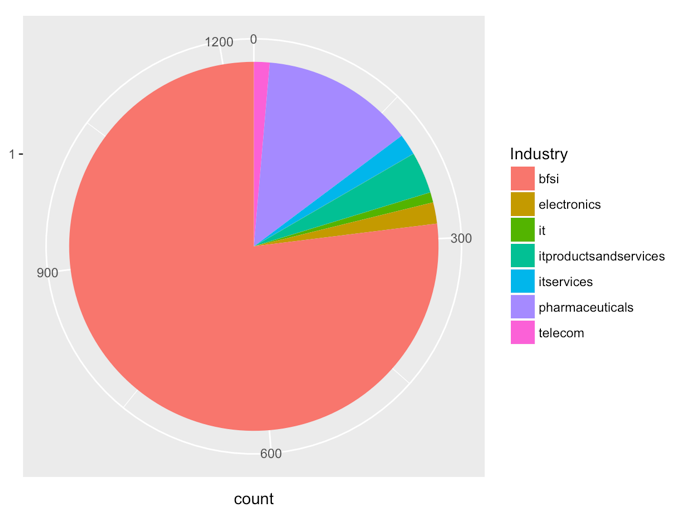 1200 0
1
300
900
600
count
Industry
bfsi
electronics
it
itproductsandservices
itservices
pharmaceuticals
telecom